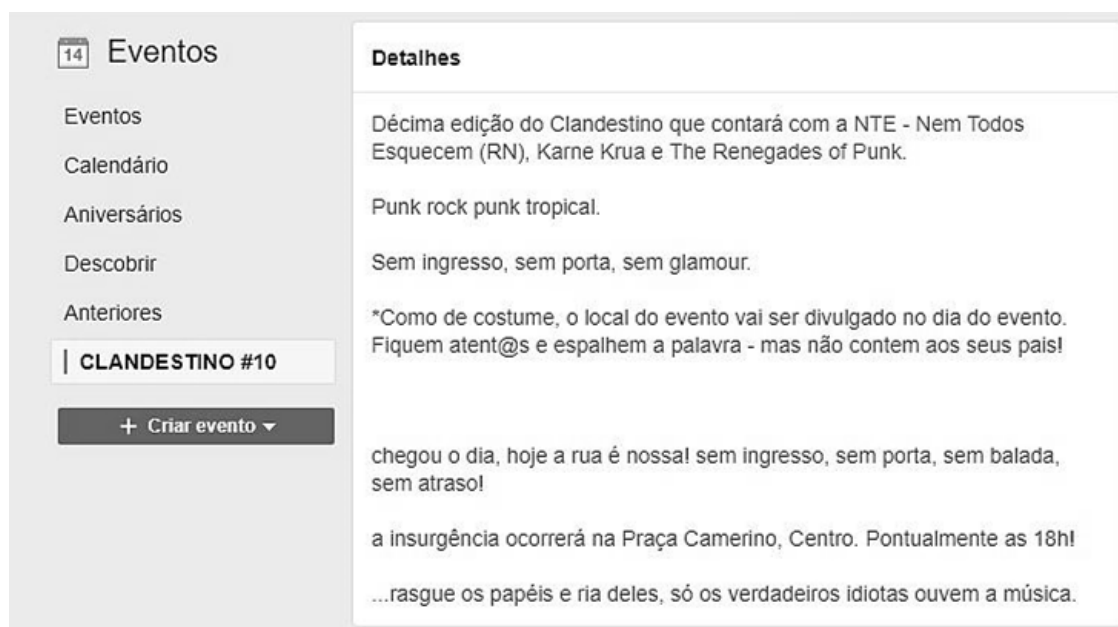 14 Eventos
Eventos
Calendário
Aniversários
Descobrir
Anteriores
CLANDESTINO #10
+ Criar evento
Detalhes
Décima edição do Clandestino que contará com a NTE - Nem Todos
Esquecem (RN), Karne Krua e The Renegades of Punk.
Punk rock punk tropical.
Sem ingresso, sem porta, sem glamour.
*Como de costume, o local do evento vai ser divulgado no dia do evento.
Fiquem atent@s e espalhem a palavra - mas não contem aos seus pais!
chegou o dia, hoje a rua é nossa! sem ingresso, sem porta, sem balada,
sem atraso!
a insurgência ocorrerá na Praça Camerino, Centro. Pontualmente as 18h!
...rasgue os papéis e ria deles, só os verdadeiros idiotas ouvem a música.